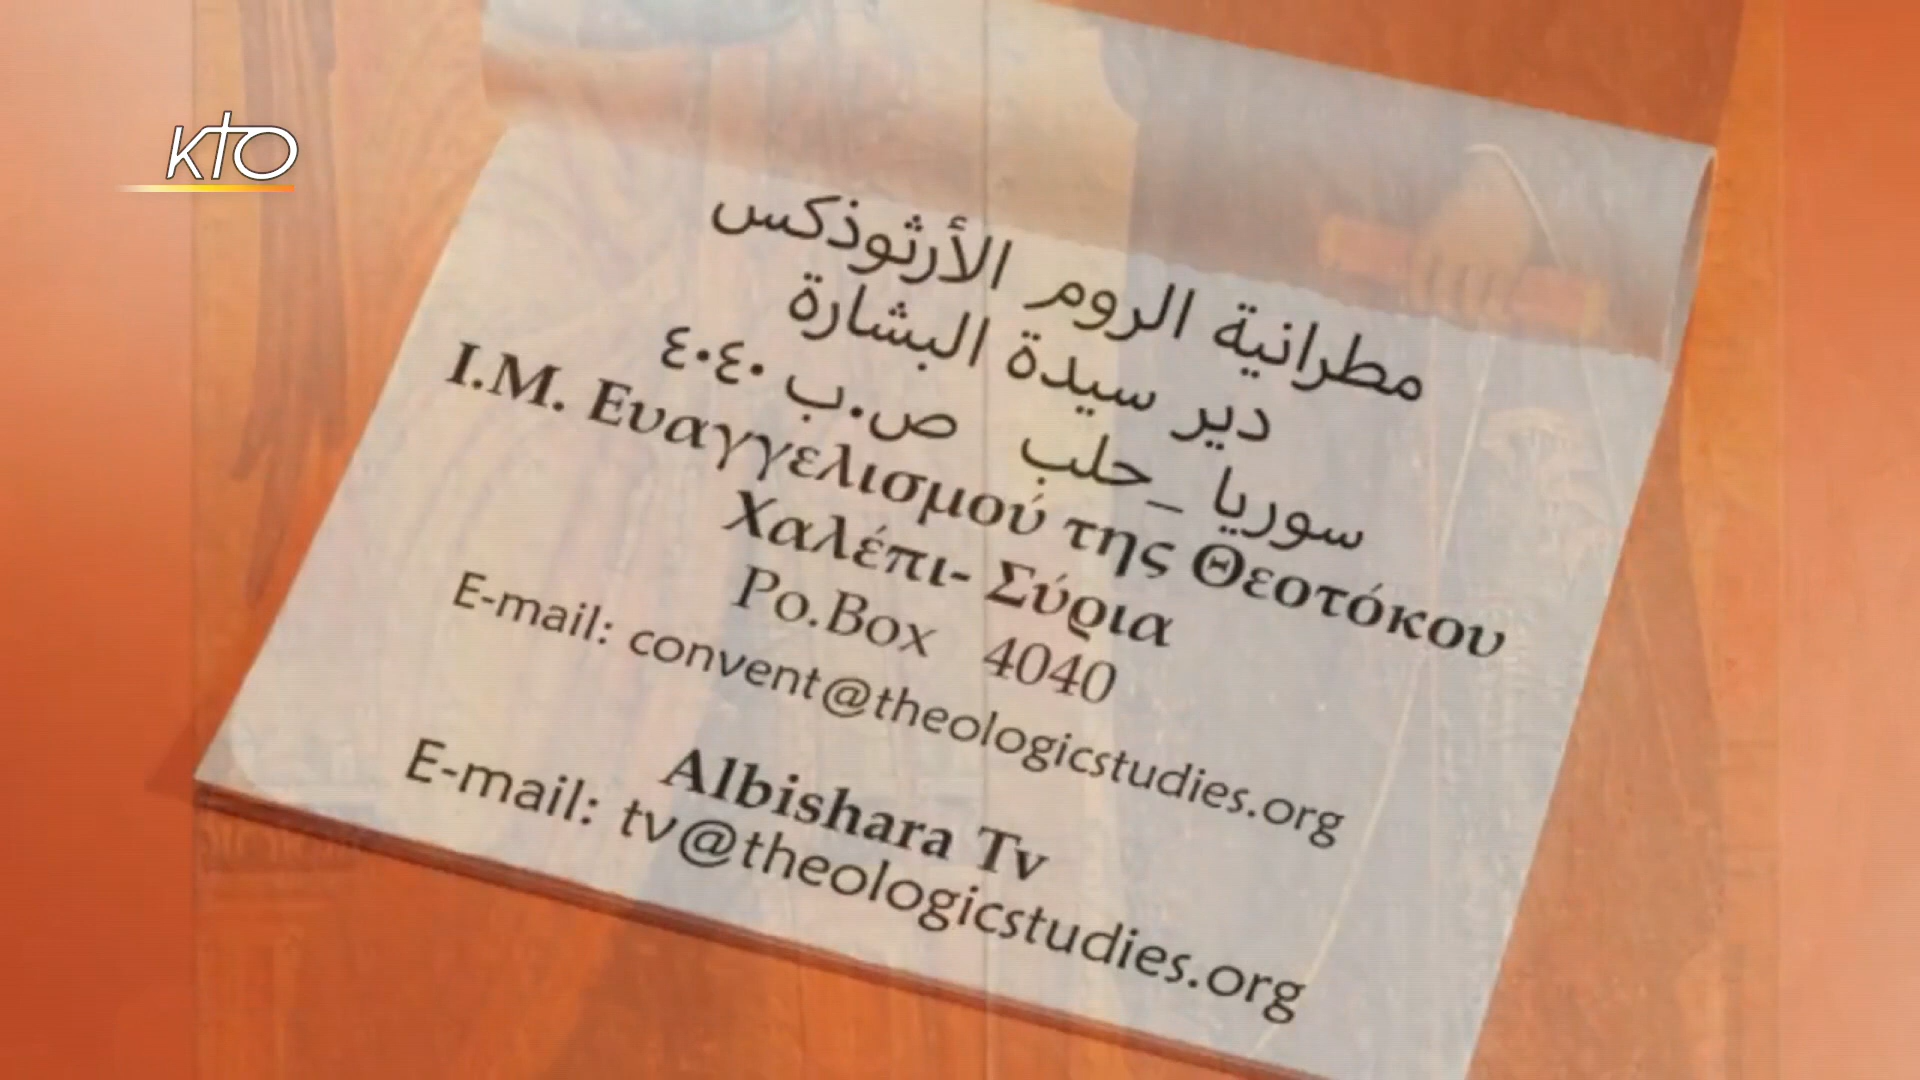 KTO
مطرانية الروم الأرثوذكس
دير سيدة البشارة
سوريا _حلب ص.ب ٤٠٤٠
Ι.Μ. Ευαγγελισμού της Θεοτόκου
Χαλέπι- Σύρια
Po.Box 4040
E-mail: convent@theologicstudies.org
Albishara Tv
E-mail: tv@theologicstudies.org